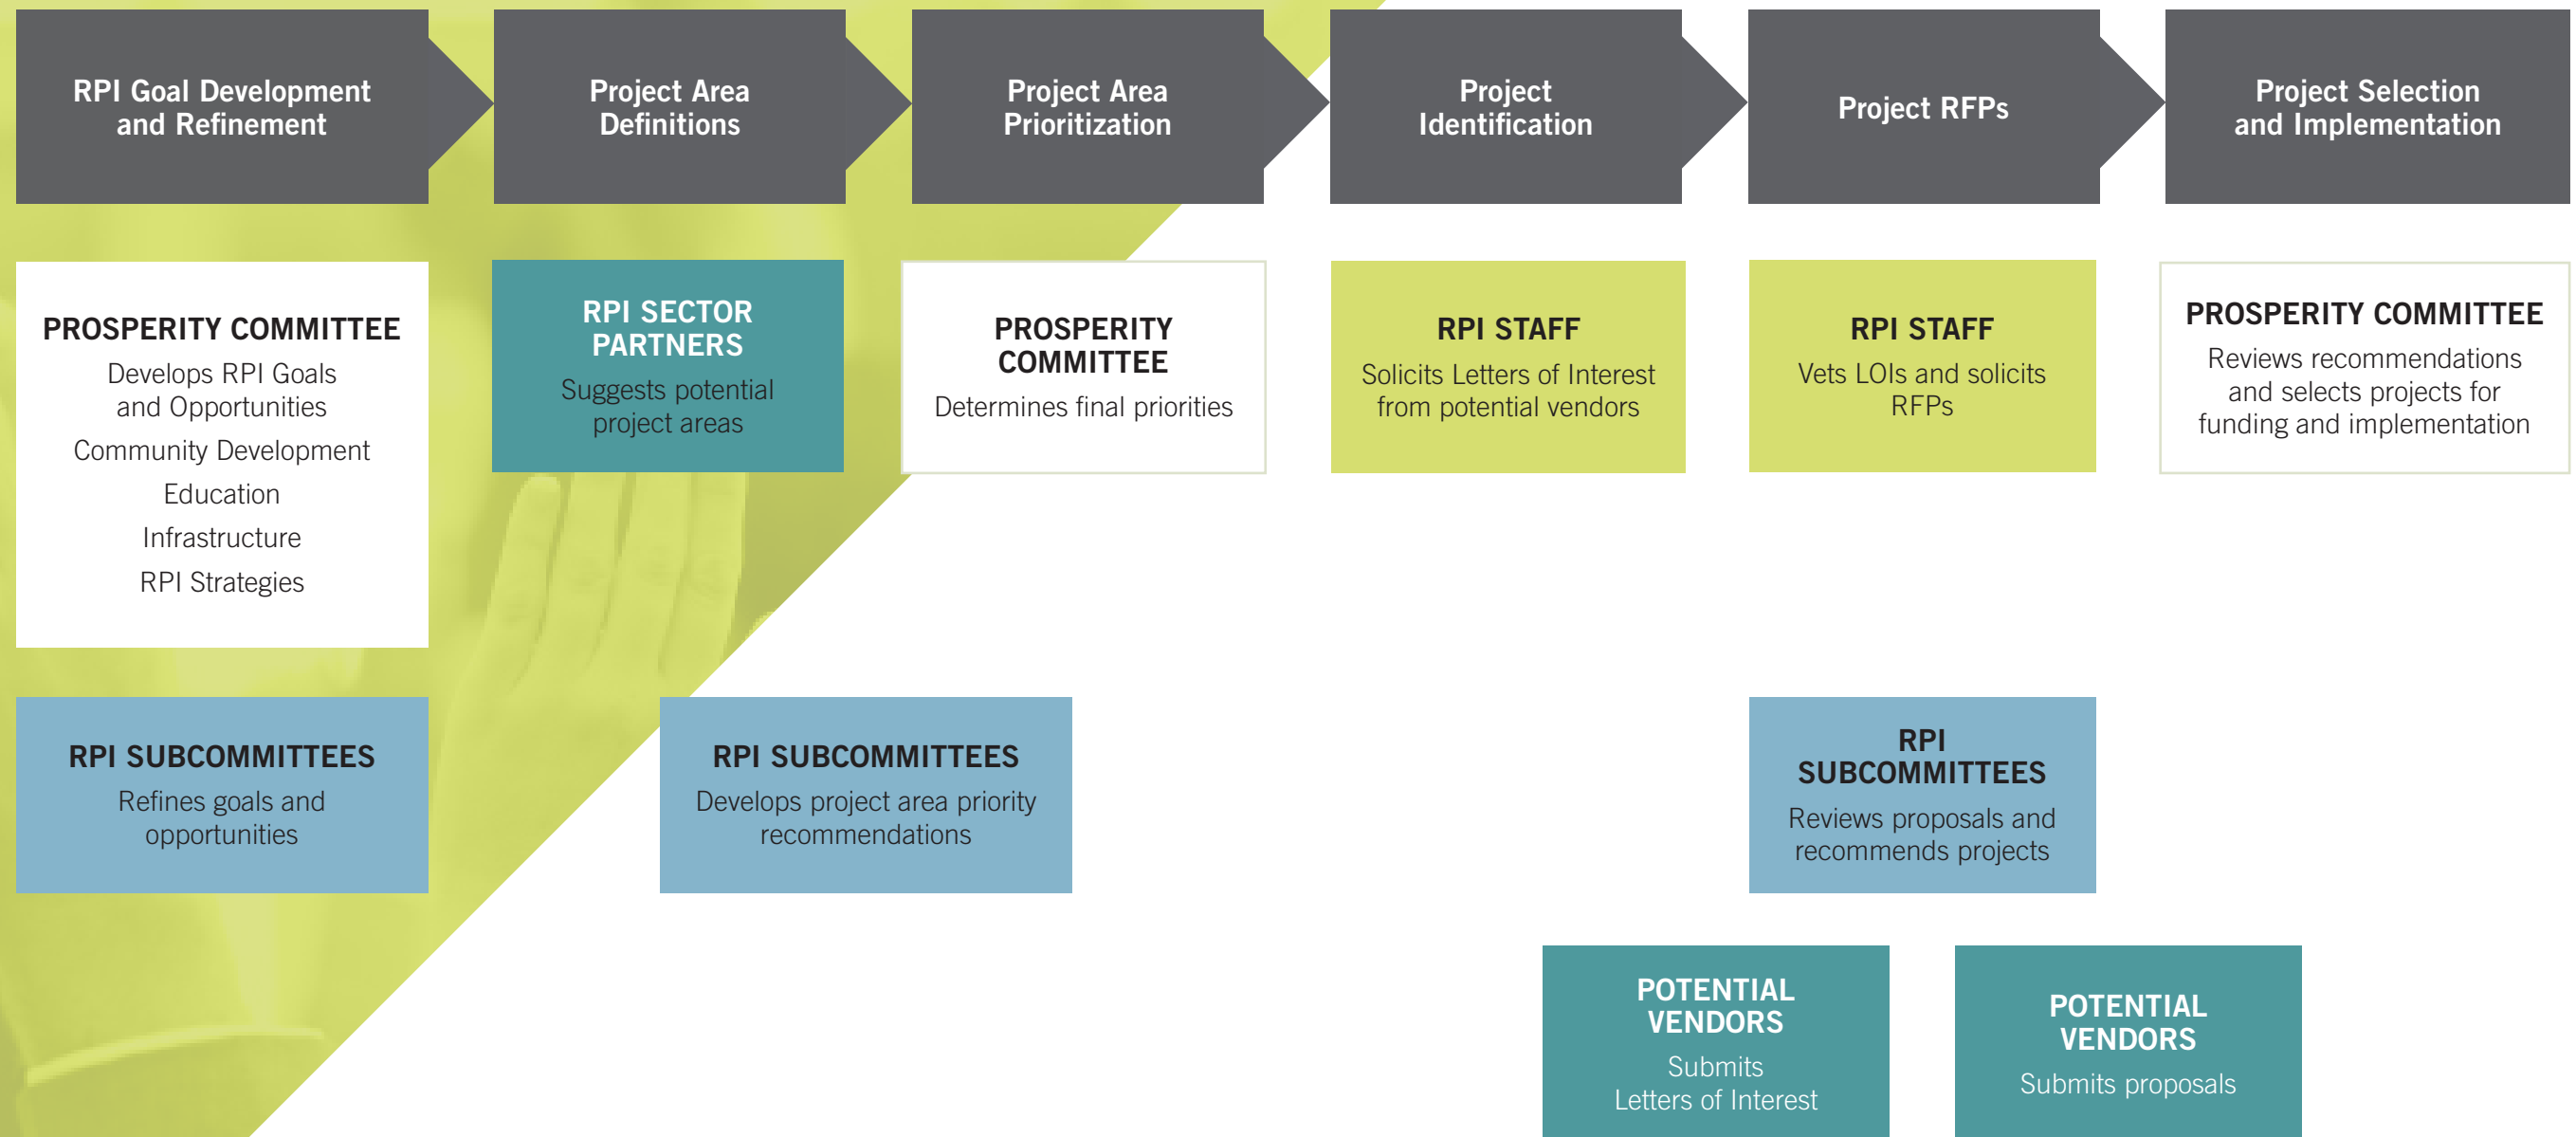 RPI Goal Development
and Refinement
Project Area
Definitions
Project Area
Prioritization
Project
Identification
Project RFPs
Project Selection
and Implementation
PROSPERITY COMMITTEE
Develops RPI Goals
and Opportunities
Community Development
Education
Infrastructure
RPI Strategies
RPI SECTOR
PARTNERS
Suggests potential
project areas
PROSPERITY
COMMITTEE
Determines final priorities
RPI STAFF
Solicits Letters of Interest
from potential vendors
RPI STAFF
Vets LOIs and solicits
RFPs
PROSPERITY COMMITTEE
Reviews recommendations
and selects projects for
funding and implementation
RPI SUBCOMMITTEES
Refines goals and
opportunities
RPI SUBCOMMITTEES
Develops project area priority
recommendations
RPI
SUBCOMMITTEES
Reviews proposals and
recommends projects
POTENTIAL
VENDORS
Submits
Letters of Interest
POTENTIAL
VENDORS
Submits proposals